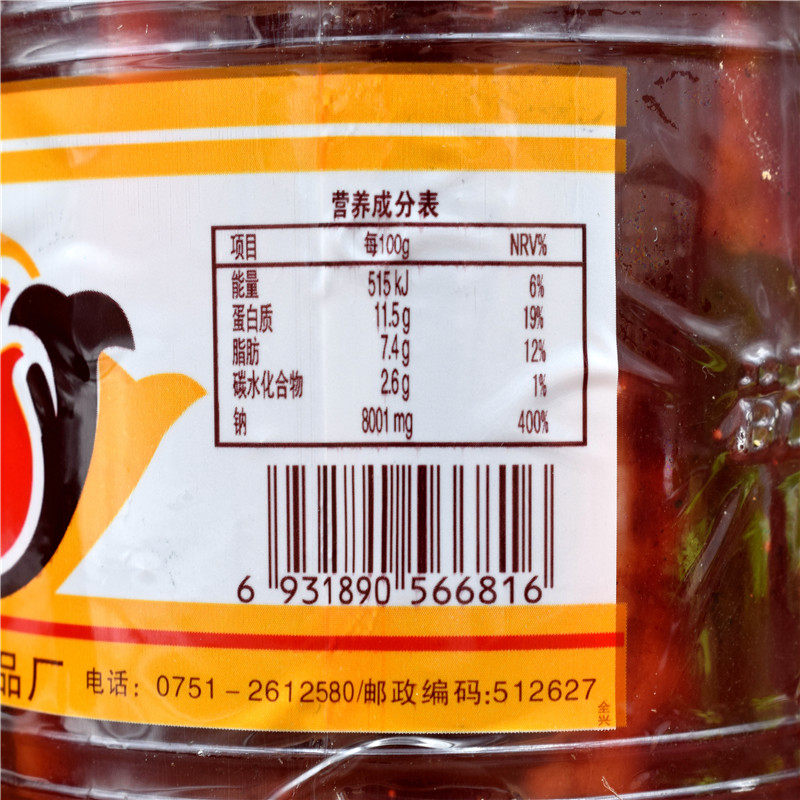 营养成分表
项目 每100g NRV%
能量 515 kJ 6%
蛋白质 11.5g 19%
脂肪 7.4g 12%
碳水化合物 2.6g 1%
钠 8001 mg 400%
6 931890 566816
品厂 电话：0751-2612580/邮政编码:512627
全兴